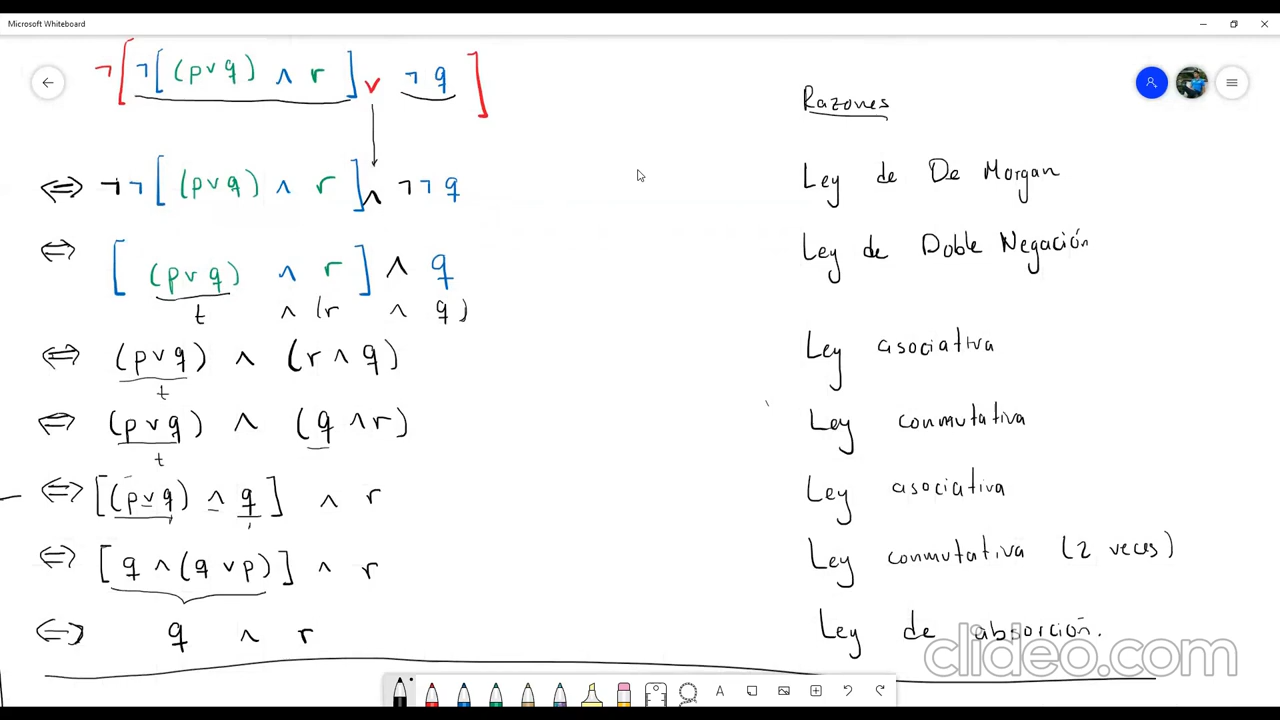 Microsoft Whiteboard
¬[¬[(p∨q) ∧ r] ∨ ¬q]
Razones
⇔ ¬¬[(p∨q) ∧ r] ∧ ¬¬q Ley de De Morgan
⇔ [(p∨q) ∧ r] ∧ q Ley de Doble Negación
t ∧ (r ∧ q)
⇔ (p∨q) ∧ (r ∧ q) Ley asociativa
t
⇔ (p∨q) ∧ (q ∧ r) Ley conmutativa
t
⇔ [(p∨q) ∧ q] ∧ r Ley asociativa
⇔ [q ∧ (q∨p)] ∧ r Ley conmutativa (2 veces)
⇔ q ∧ r Ley de absorción.
clideo.com